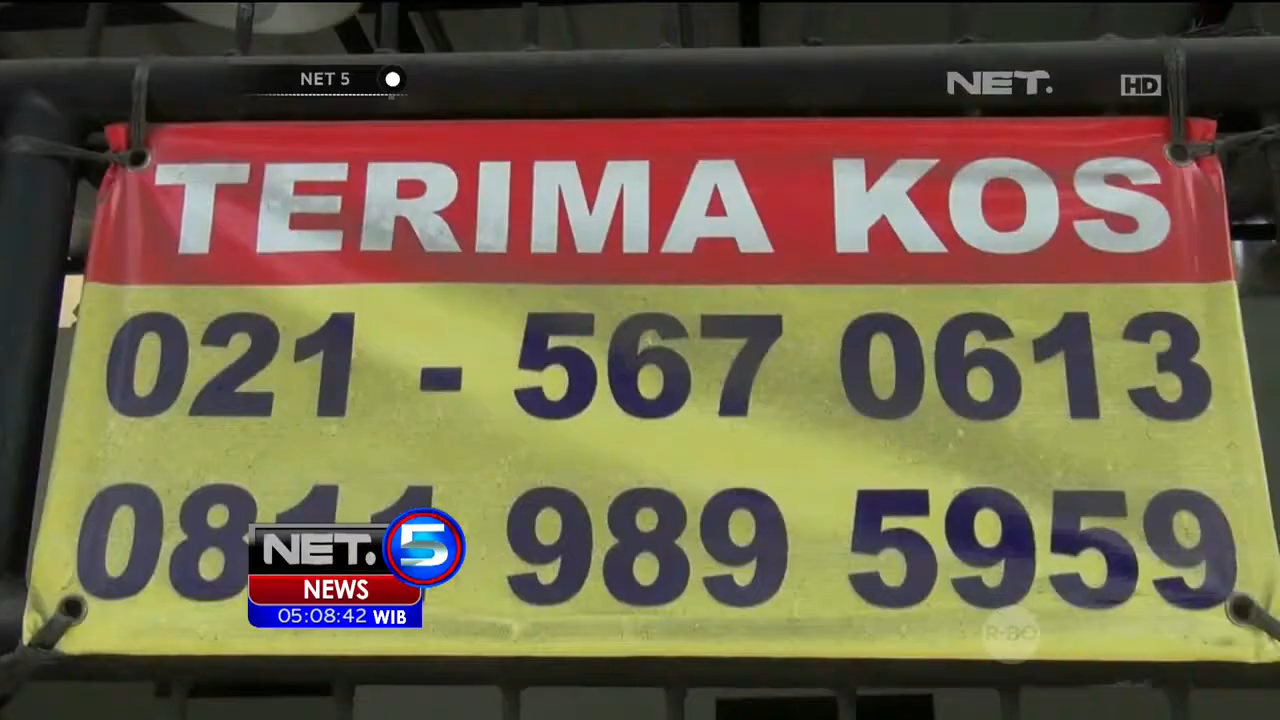 NET 5
NET.
HD
TERIMA KOS
021 - 567 0613
0811 989 5959
NET. 5
NEWS
05:08:42 WIB
R-BO